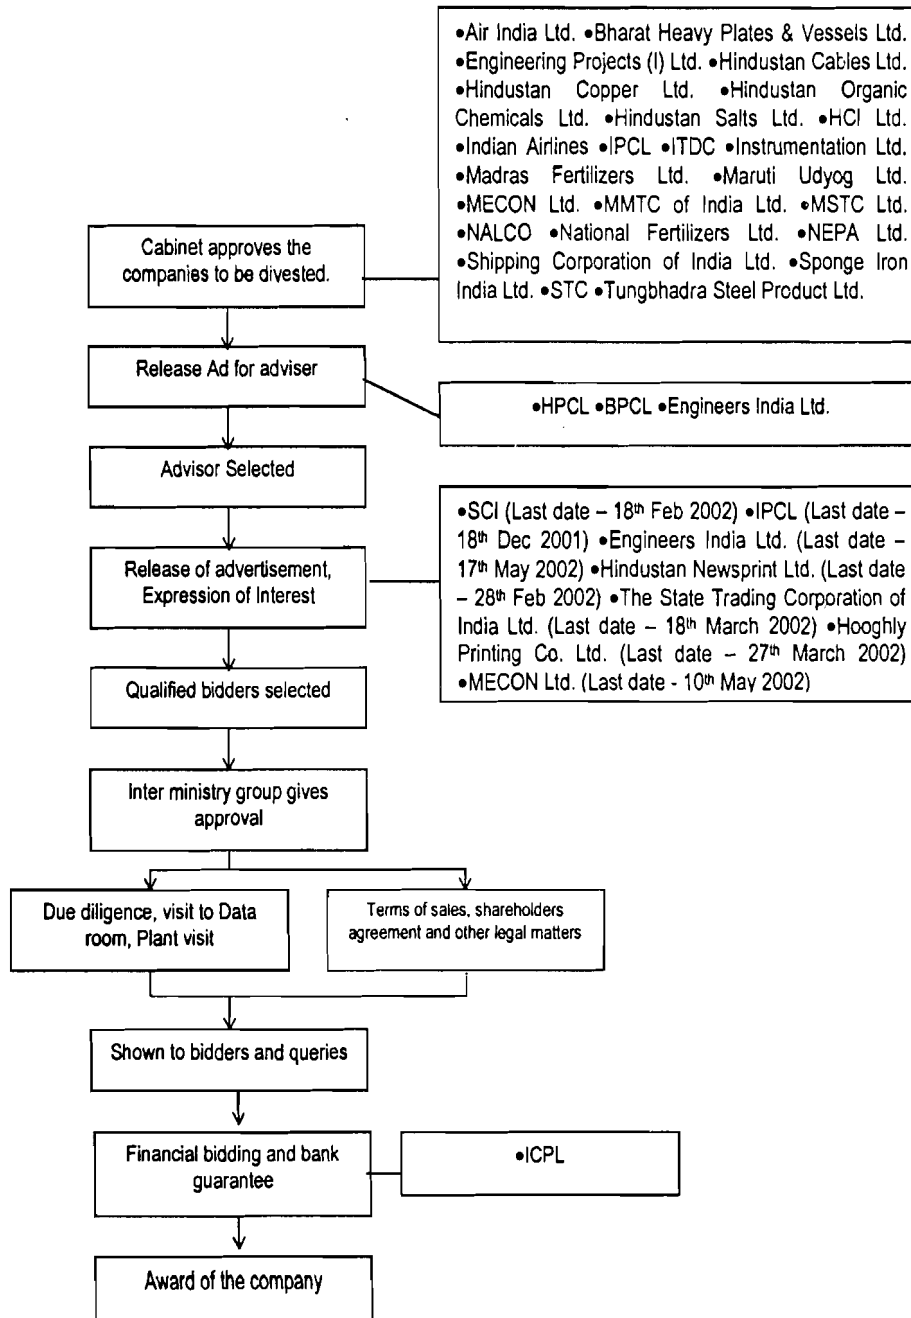 •Air India Ltd. •Bharat Heavy Plates & Vessels Ltd.
•Engineering Projects (I) Ltd. •Hindustan Cables Ltd.
•Hindustan Copper Ltd. •Hindustan Organic
Chemicals Ltd. •Hindustan Salts Ltd. •HCI Ltd.
•Indian Airlines •IPCL •ITDC •Instrumentation Ltd.
•Madras Fertilizers Ltd. •Maruti Udyog Ltd.
•MECON Ltd. •MMTC of India Ltd. •MSTC Ltd.
•NALCO •National Fertilizers Ltd. •NEPA Ltd.
•Shipping Corporation of India Ltd. •Sponge Iron
India Ltd. •STC •Tungbhadra Steel Product Ltd.
Cabinet approves the
companies to be divested.
Release Ad for adviser
•HPCL •BPCL •Engineers India Ltd.
Advisor Selected
•SCI (Last date – 18th Feb 2002) •IPCL (Last date –
18th Dec 2001) •Engineers India Ltd. (Last date –
17th May 2002) •Hindustan Newsprint Ltd. (Last date
– 28th Feb 2002) •The State Trading Corporation of
India Ltd. (Last date – 18th March 2002) •Hooghly
Printing Co. Ltd. (Last date – 27th March 2002)
•MECON Ltd. (Last date - 10th May 2002)
Release of advertisement,
Expression of Interest
Qualified bidders selected
Inter ministry group gives
approval
Due diligence, visit to Data
room, Plant visit
Terms of sales, shareholders
agreement and other legal matters
Shown to bidders and queries
Financial bidding and bank
guarantee
•ICPL
Award of the company